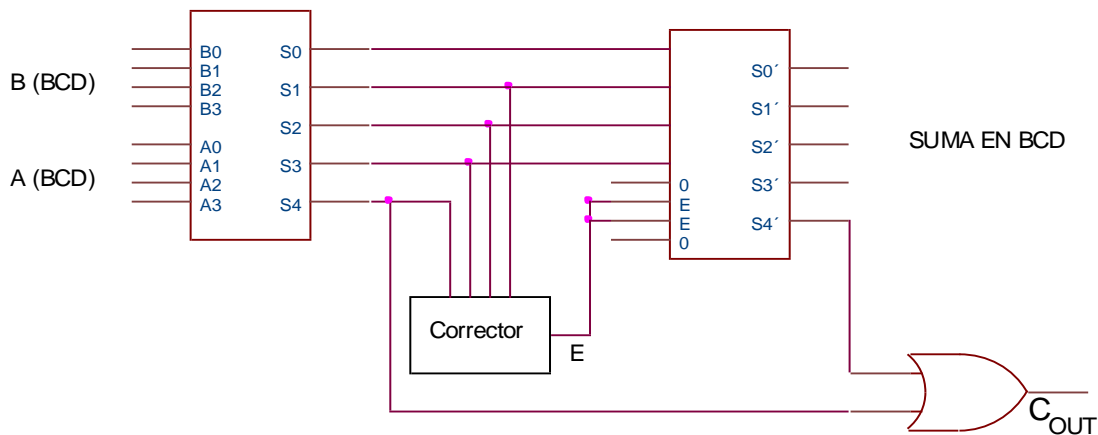 B (BCD)
A (BCD)
B0
B1
B2
B3
A0
A1
A2
A3
S0
S1
S2
S3
S4
Corrector
E
0
E
E
0
S0´
S1´
S2´
S3´
S4´
SUMA EN BCD
COUT